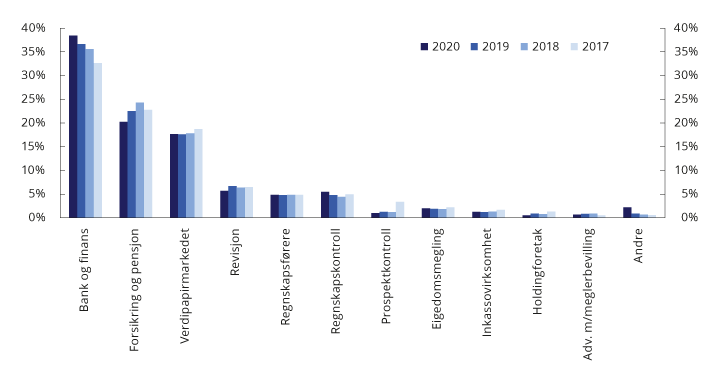 40%
35%
30%
25%
20%
15%
10%
5%
0%
2020 2019 2018 2017
40%
35%
30%
25%
20%
15%
10%
5%
0%
Bank og finans
Forsikring og pensjon
Verdipapirmarkedet
Revisjon
Regnskapsførere
Regnskapskontroll
Prospektkontroll
Eigedomsmegling
Inkassovirksomhet
Holdingforetak
Adv. m/meglerbevilling
Andre